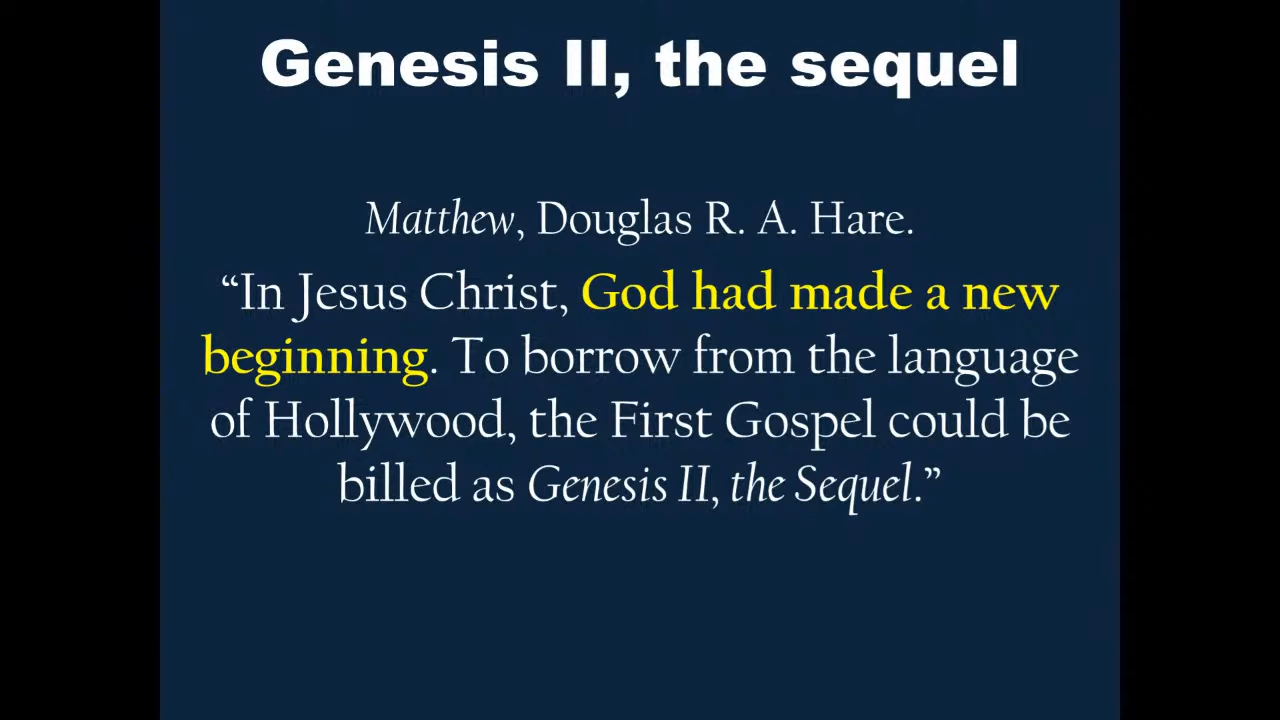 Genesis II, the sequel
Matthew, Douglas R. A. Hare.
“In Jesus Christ, God had made a new
beginning. To borrow from the language
of Hollywood, the First Gospel could be
billed as Genesis II, the Sequel.”